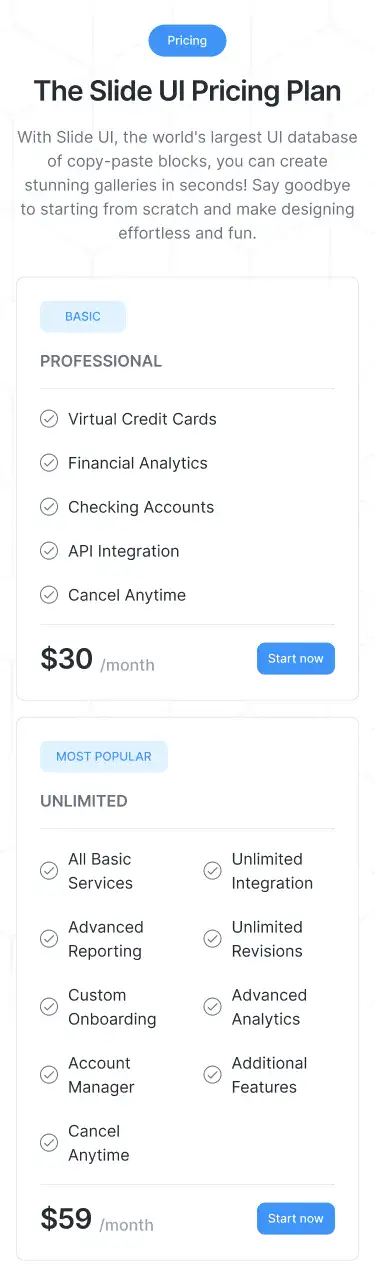 Pricing
The Slide UI Pricing Plan
With Slide UI, the world's largest UI database
of copy-paste blocks, you can create
stunning galleries in seconds! Say goodbye
to starting from scratch and make designing
effortless and fun.
BASIC
PROFESSIONAL
Virtual Credit Cards
Financial Analytics
Checking Accounts
API Integration
Cancel Anytime
$30 /month
Start now
MOST POPULAR
UNLIMITED
All Basic
Services
Unlimited
Integration
Advanced
Reporting
Unlimited
Revisions
Custom
Onboarding
Advanced
Analytics
Account
Manager
Additional
Features
Cancel
Anytime
$59 /month
Start now